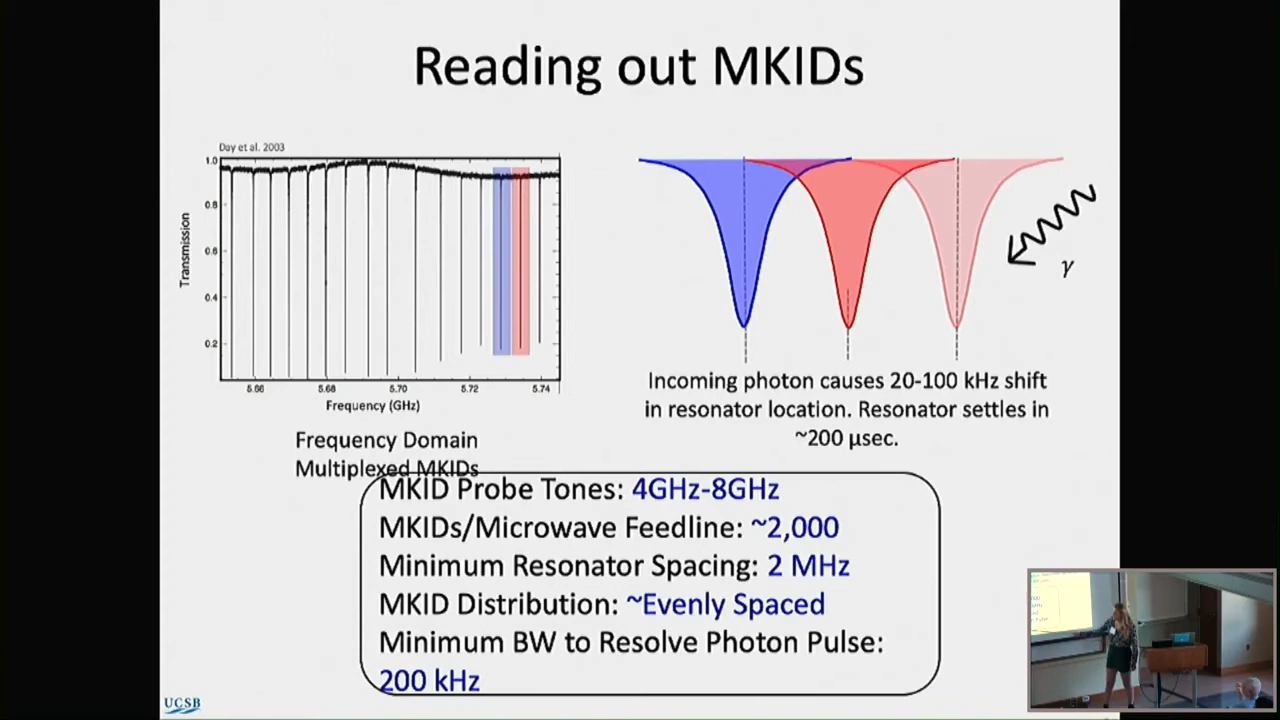 Reading out MKIDs
Day et al. 2003
1.0
0.8
0.6
0.4
0.2
Transmission
5.66 5.68 5.70 5.72 5.74
Frequency (GHz)
Frequency Domain
Multiplexed MKIDs
γ
Incoming photon causes 20-100 kHz shift
in resonator location. Resonator settles in
~200 µsec.
MKID Probe Tones: 4GHz-8GHz
MKIDs/Microwave Feedline: ~2,000
Minimum Resonator Spacing: 2 MHz
MKID Distribution: ~Evenly Spaced
Minimum BW to Resolve Photon Pulse:
200 kHz
UCSB